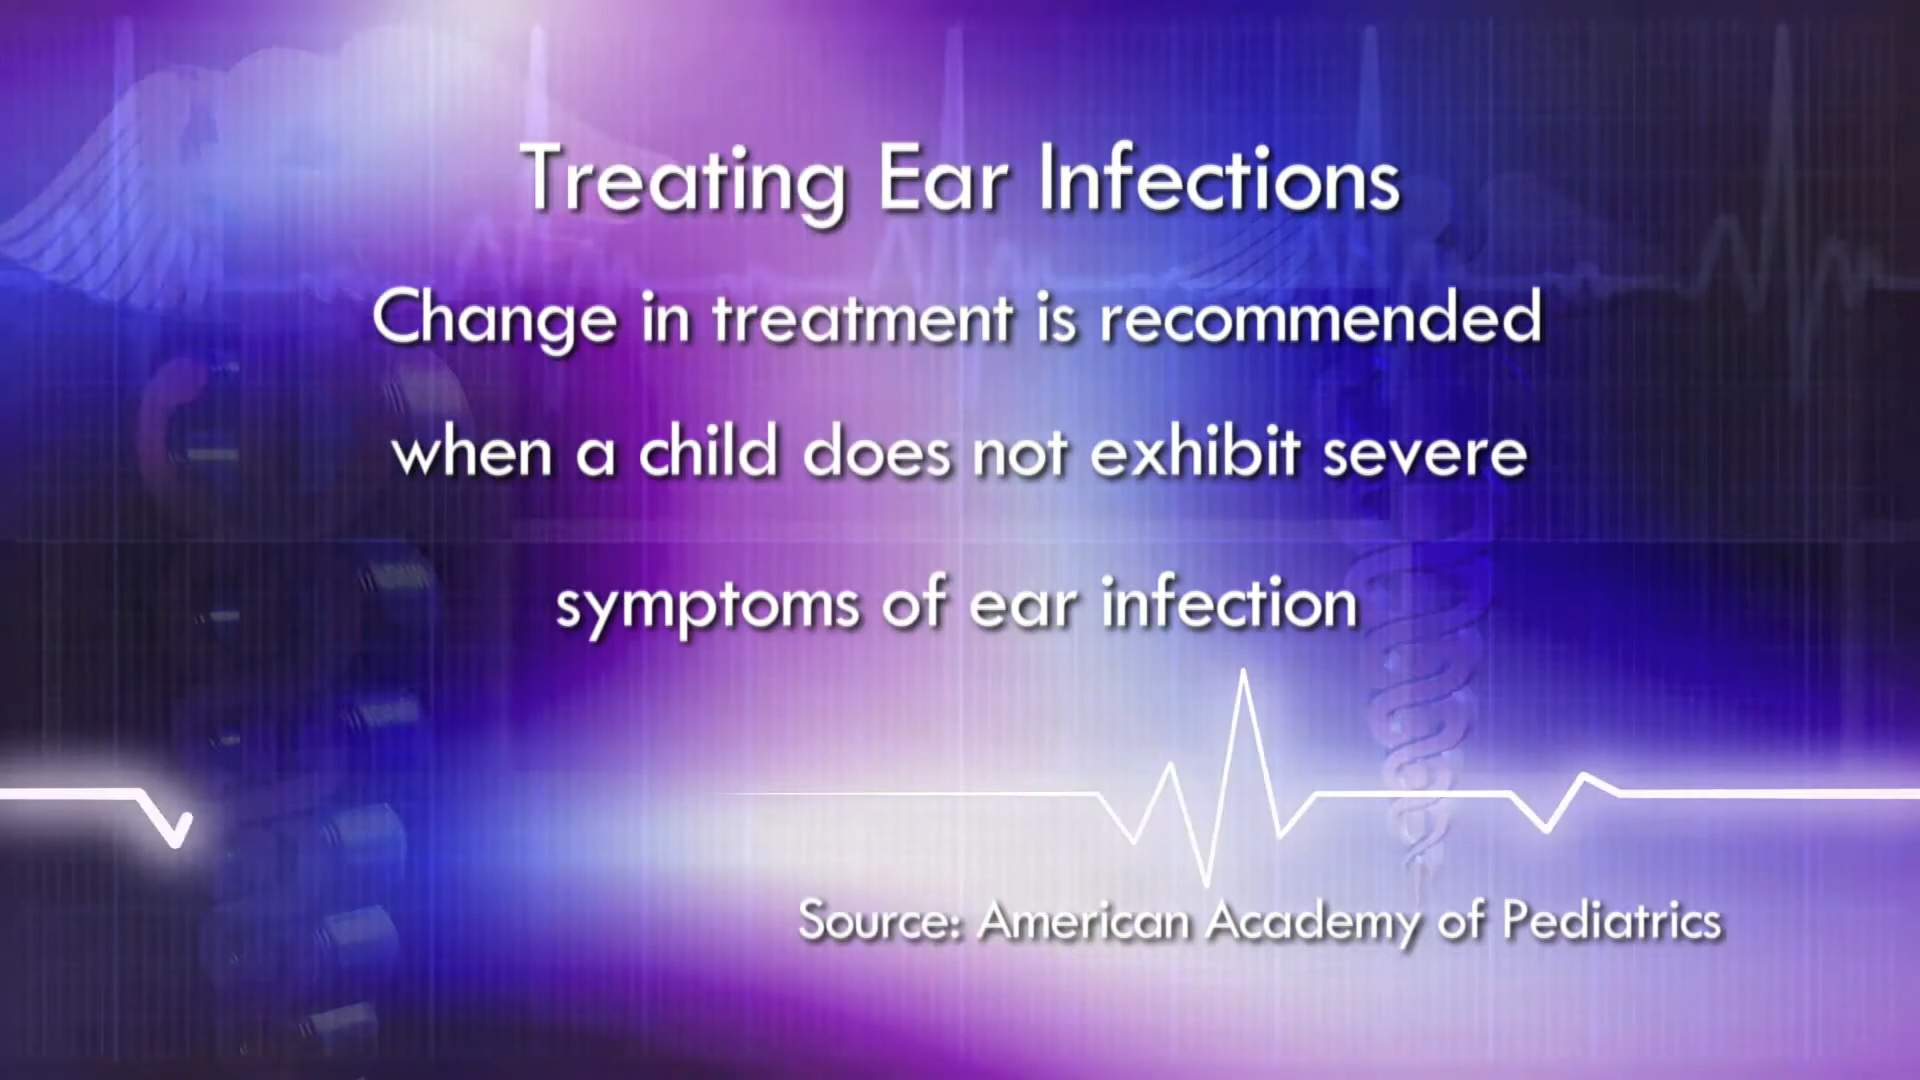 Treating Ear Infections
Change in treatment is recommended
when a child does not exhibit severe
symptoms of ear infection
Source: American Academy of Pediatrics